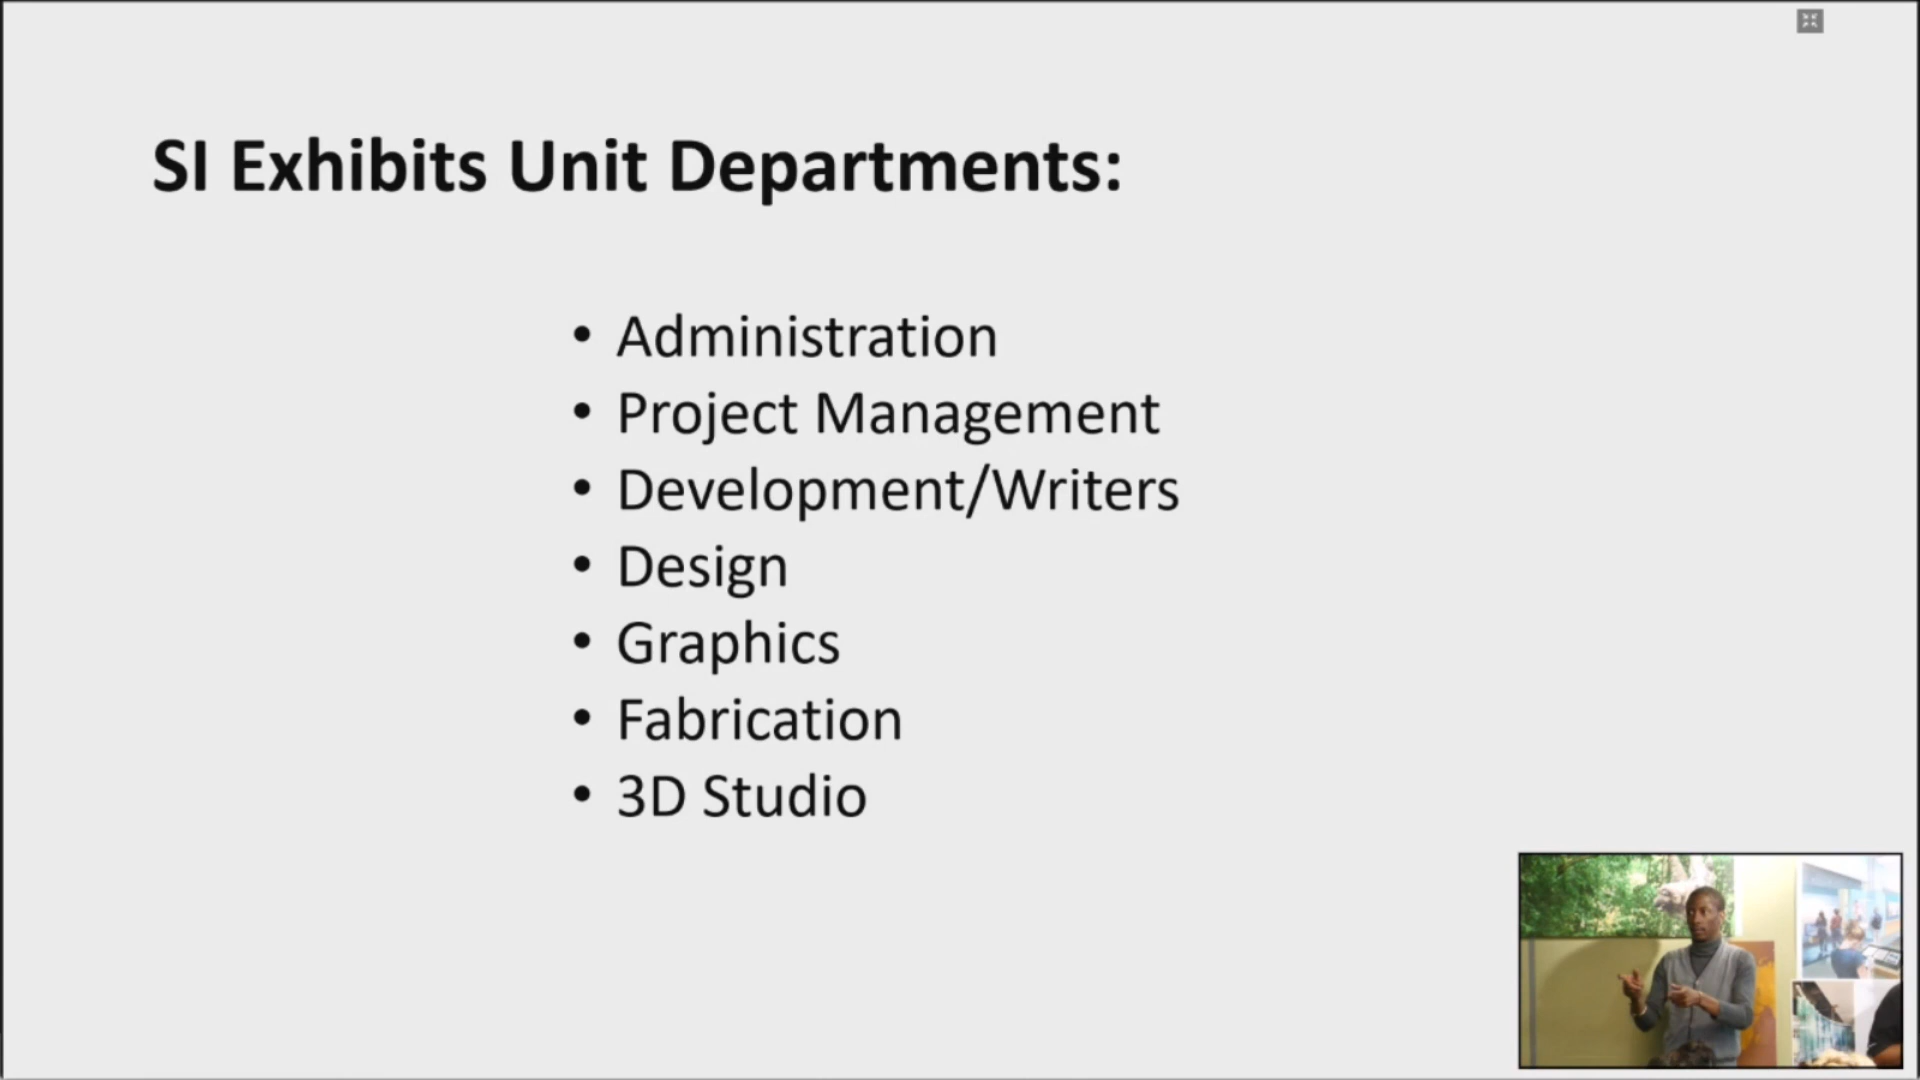 SI Exhibits Unit Departments:
• Administration
• Project Management
• Development/Writers
• Design
• Graphics
• Fabrication
• 3D Studio